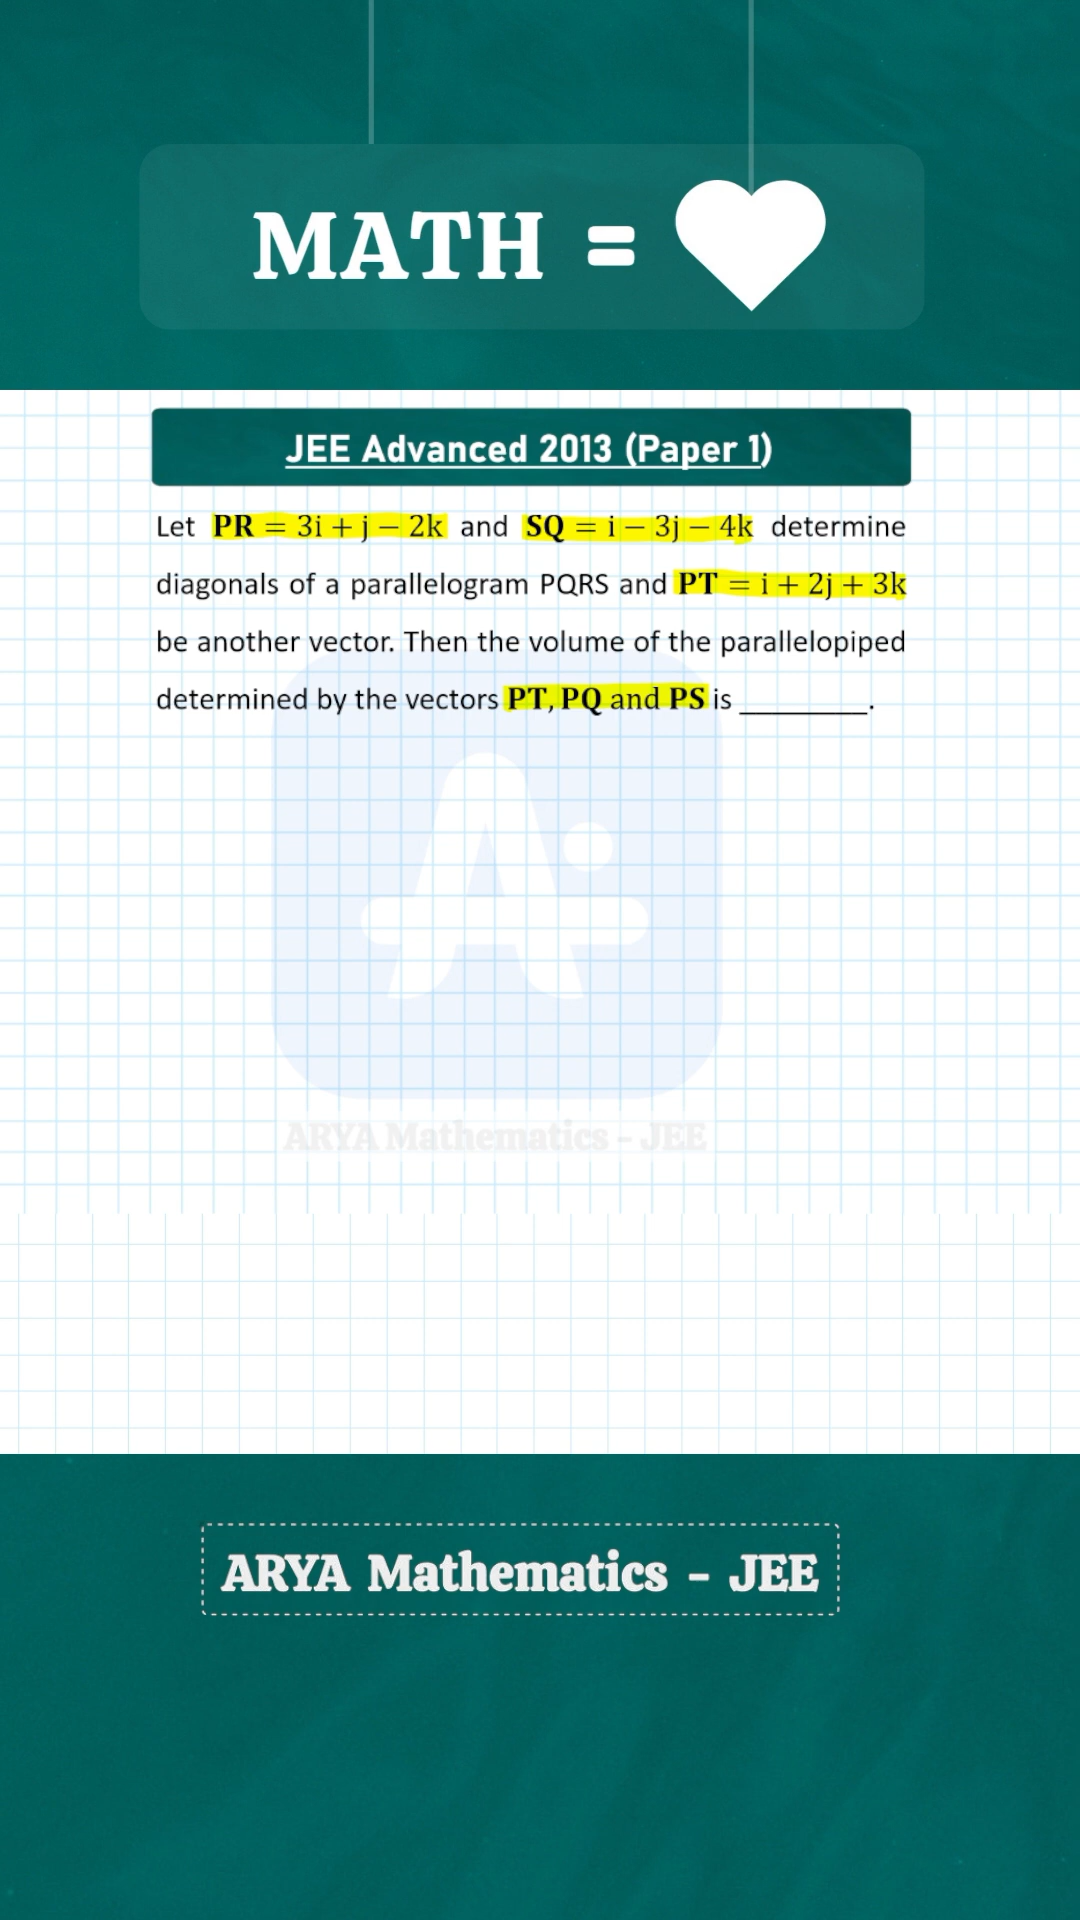 MATH =
JEE Advanced 2013 (Paper 1)
Let PR = 3i + j − 2k and SQ = i − 3j − 4k determine
diagonals of a parallelogram PQRS and PT = i + 2j + 3k
be another vector. Then the volume of the parallelopiped
determined by the vectors PT, PQ and PS is ________.
ARYA Mathematics - JEE
ARYA Mathematics - JEE